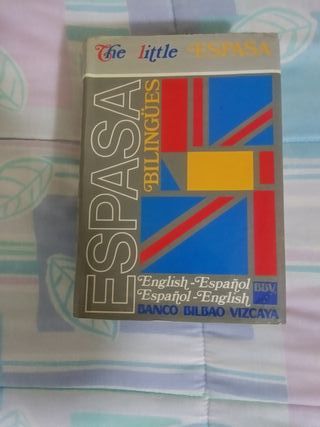 The little ESPASA
ESPASA
BILINGÜES
English-Español
Español-English
BBV
BANCO BILBAO VIZCAYA